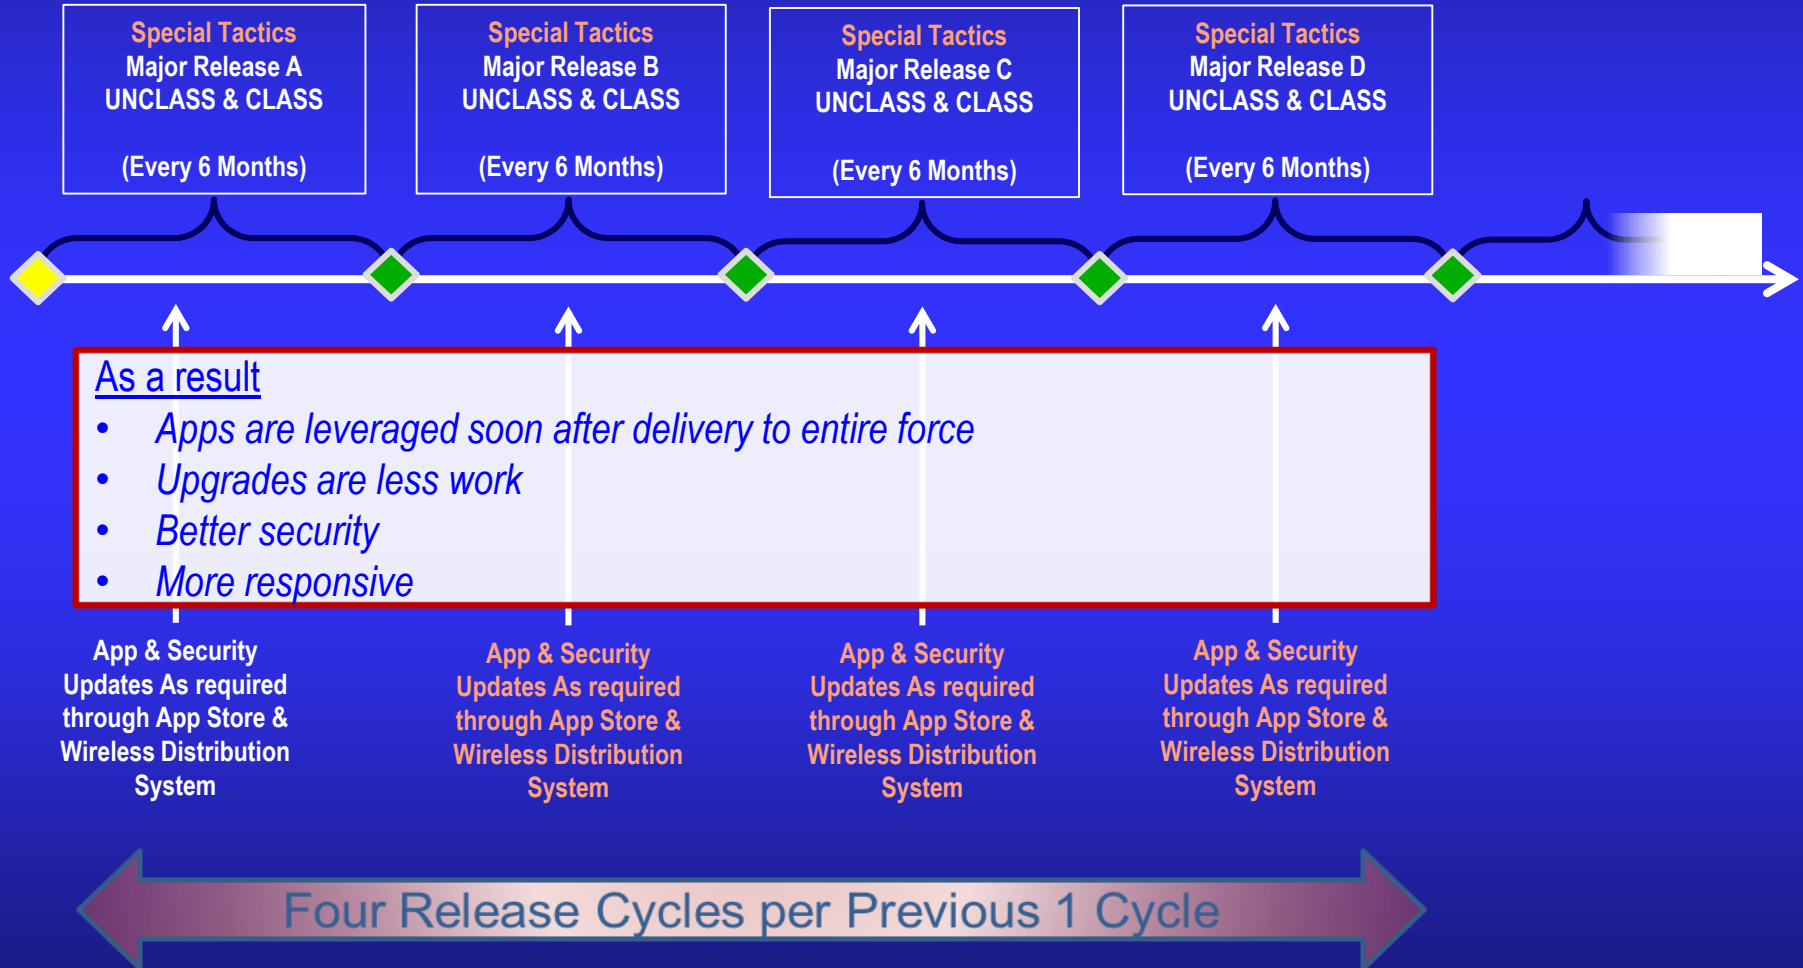 Special Tactics
Major Release A
UNCLASS & CLASS
(Every 6 Months)
Special Tactics
Major Release B
UNCLASS & CLASS
(Every 6 Months)
Special Tactics
Major Release C
UNCLASS & CLASS
(Every 6 Months)
Special Tactics
Major Release D
UNCLASS & CLASS
(Every 6 Months)
As a result
• Apps are leveraged soon after delivery to entire force
• Upgrades are less work
• Better security
• More responsive
App & Security
Updates As required
through App Store &
Wireless Distribution
System
App & Security
Updates As required
through App Store &
Wireless Distribution
System
App & Security
Updates As required
through App Store &
Wireless Distribution
System
App & Security
Updates As required
through App Store &
Wireless Distribution
System
Four Release Cycles per Previous 1 Cycle